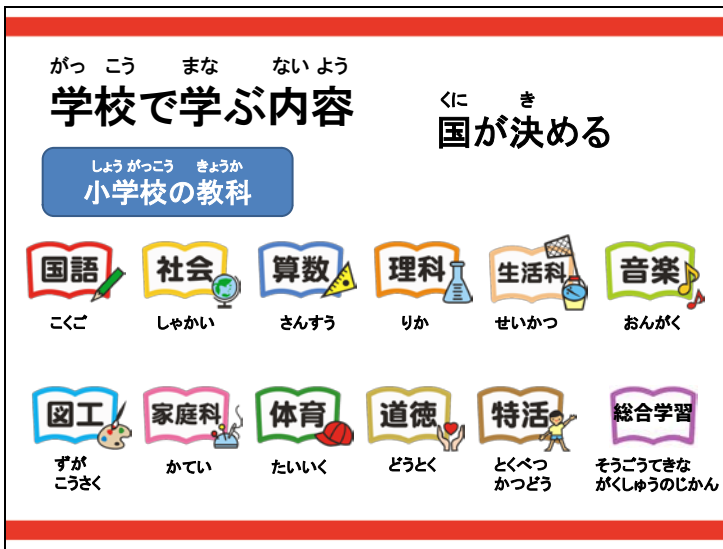 がっ こう まな ない よう
学校で学ぶ内容
くに き
国が決める
しょう がっこう きょうか
小学校の教科
国語 社会 算数 理科 生活科 音楽
こくご しゃかい さんすう りか せいかつ おんがく
図工 家庭科 体育 道徳 特活 総合学習
ずが かてい たいいく どうとく とくべつ そうごうてきな
こうさく かつどう がくしゅうのじかん